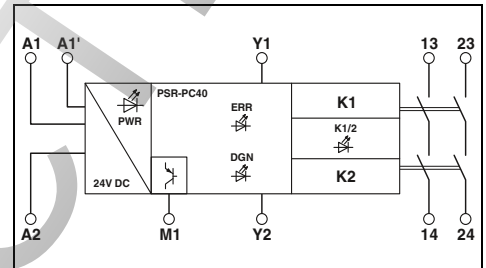 A1 A1' Y1 13 23
PSR-PC40
ERR
K1
PWR
K1/2
DGN
24V DC
K2
A2 M1 Y2 14 24